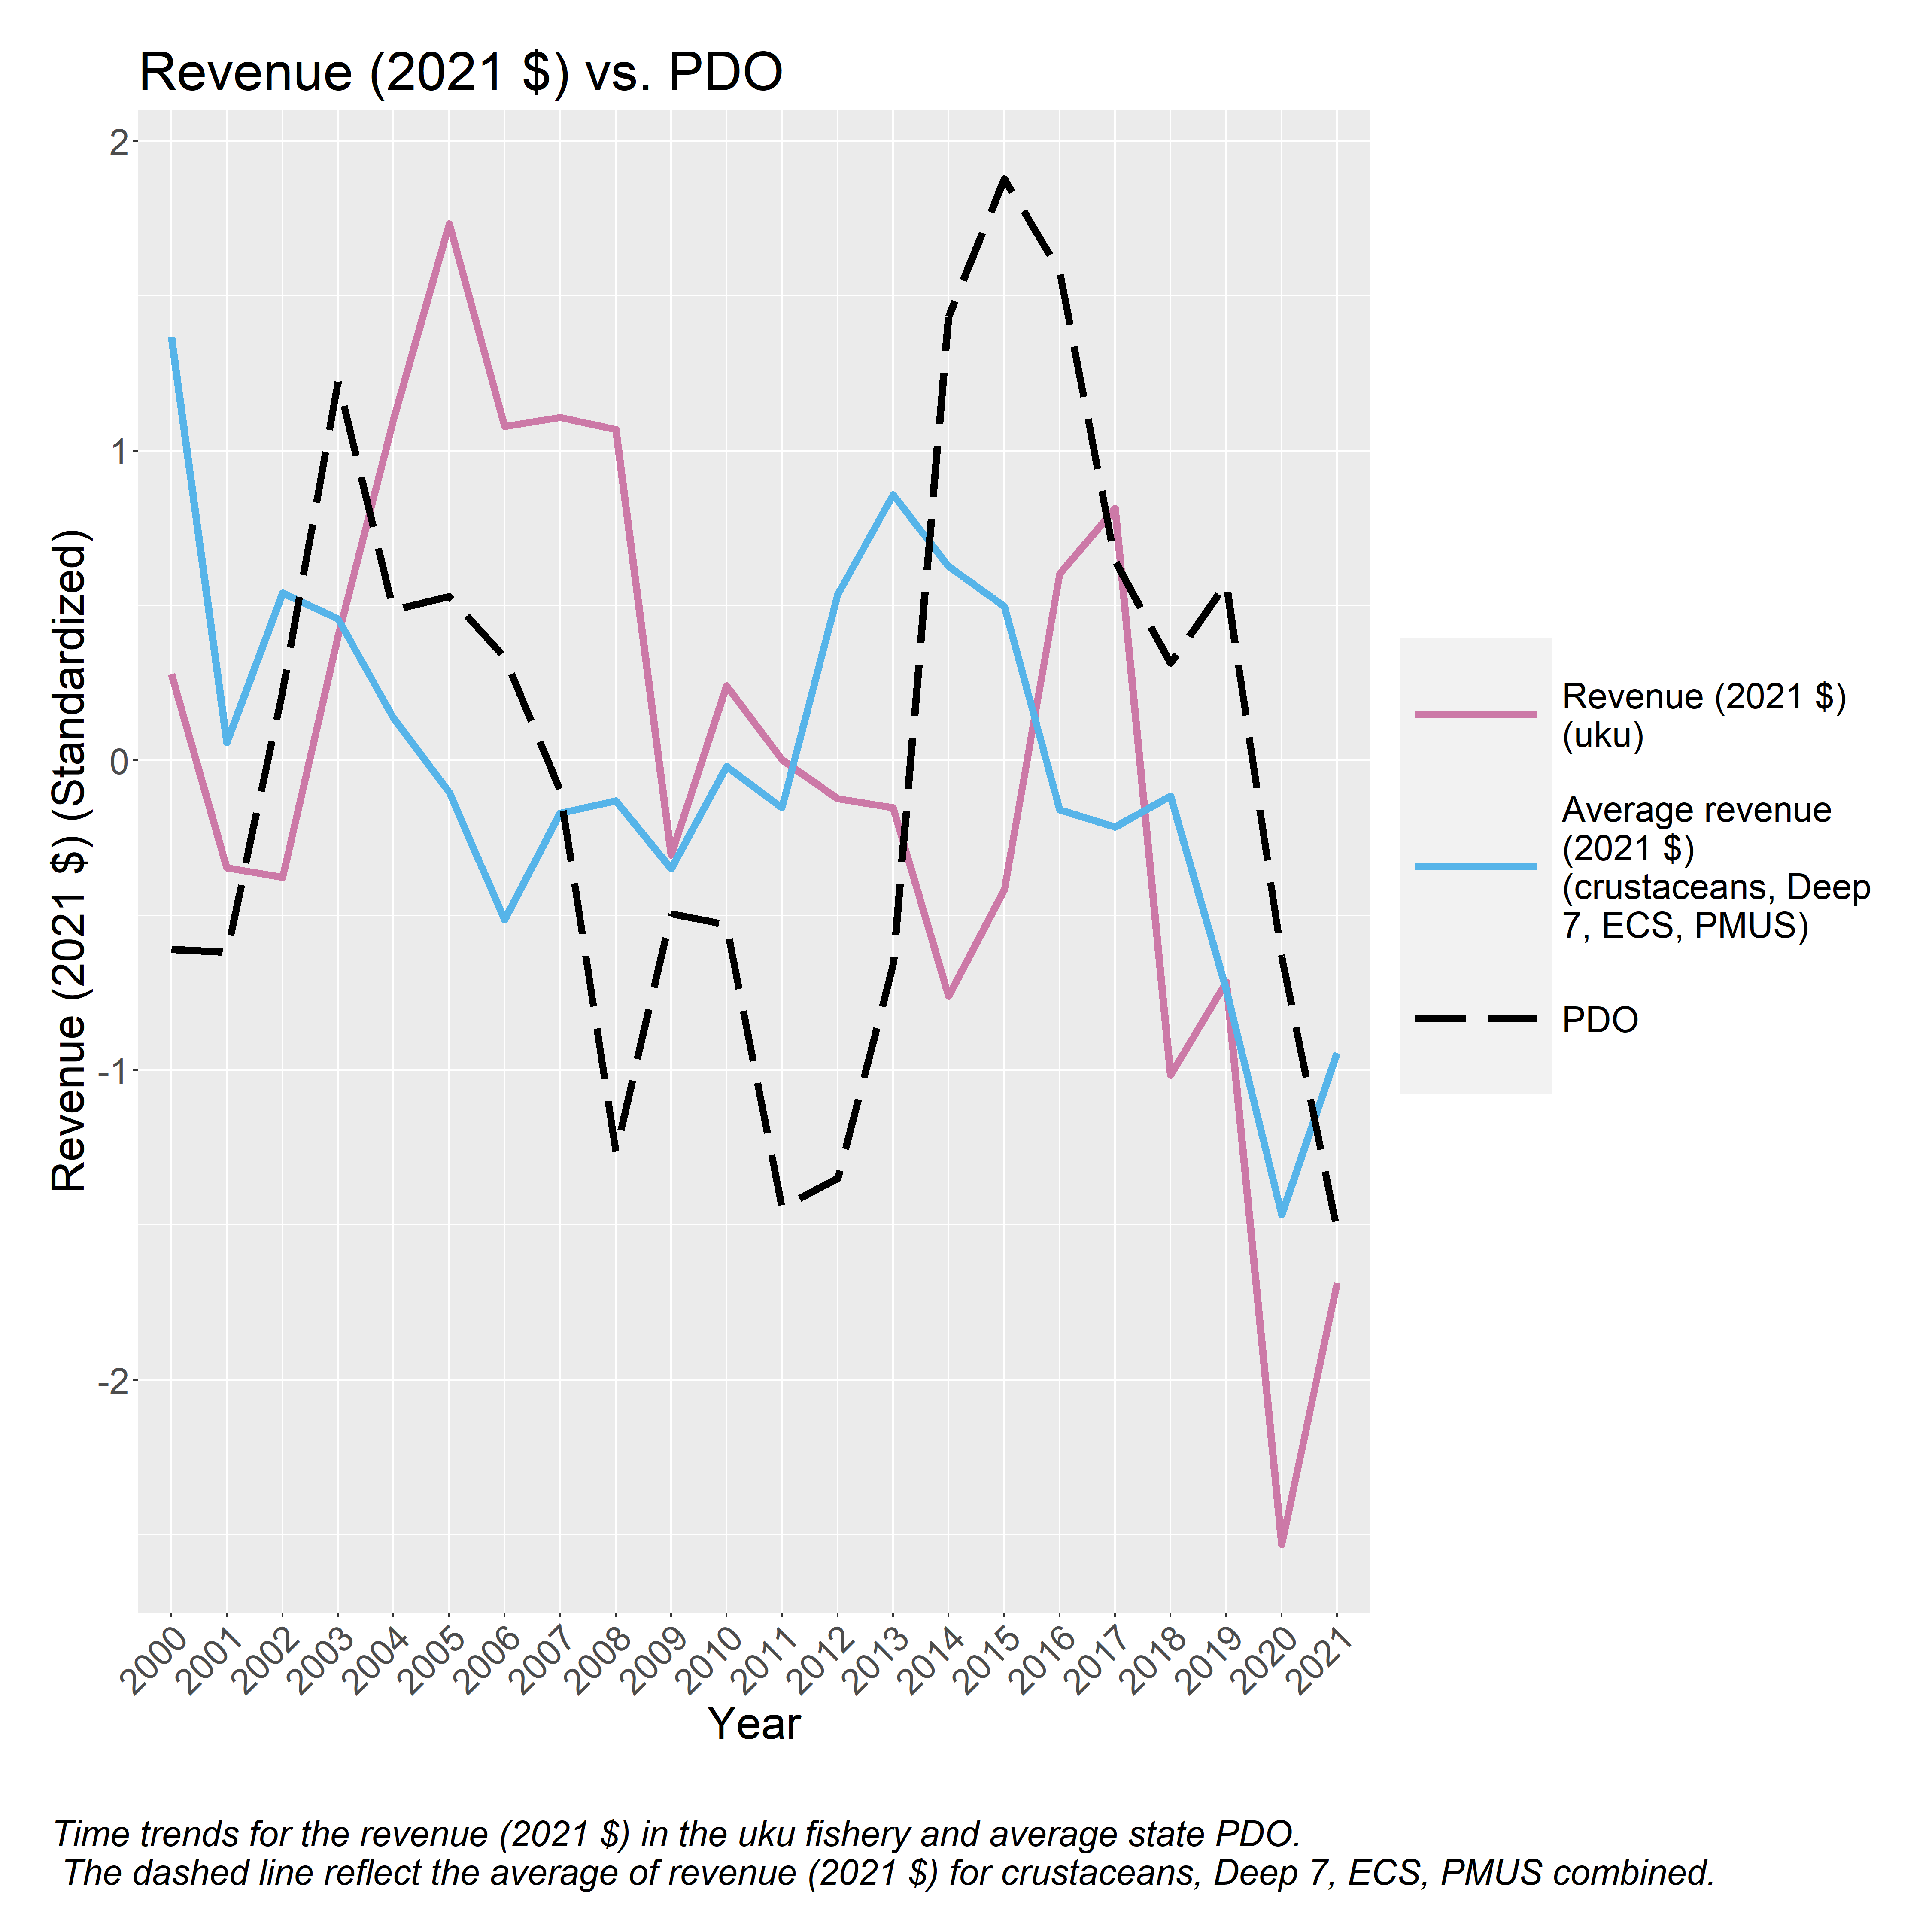 Revenue (2021 $) vs. PDO
Revenue (2021 $) (Standardized)
2
1
0
-1
-2
2000
2001
2002
2003
2004
2005
2006
2007
2008
2009
2010
2011
2012
2013
2014
2015
2016
2017
2018
2019
2020
2021
Year
Revenue (2021 $)
(uku)
Average revenue
(2021 $)
(crustaceans, Deep
7, ECS, PMUS)
PDO
Time trends for the revenue (2021 $) in the uku fishery and average state PDO.
The dashed line reflect the average of revenue (2021 $) for crustaceans, Deep 7, ECS, PMUS combined.